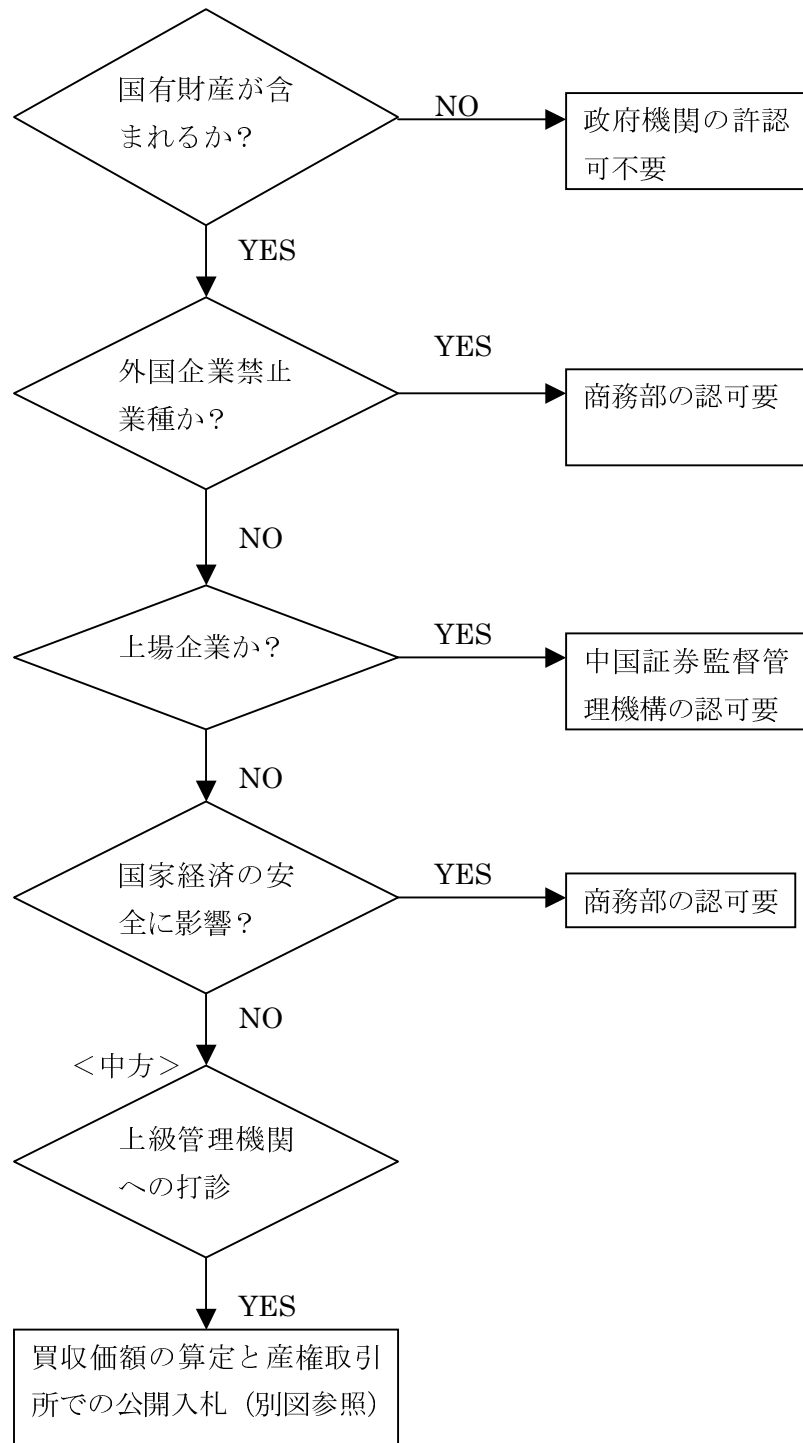 国有財産が含
まれるか？
NO
政府機関の許認
可不要
YES
外国企業禁止
業種か？
YES
商務部の認可要
NO
上場企業か？
YES
中国証券監督管
理機構の認可要
NO
国家経済の安
全に影響？
YES
商務部の認可要
NO
＜中方＞
上級管理機関
への打診
YES
買収価額の算定と産権取引
所での公開入札（別図参照）